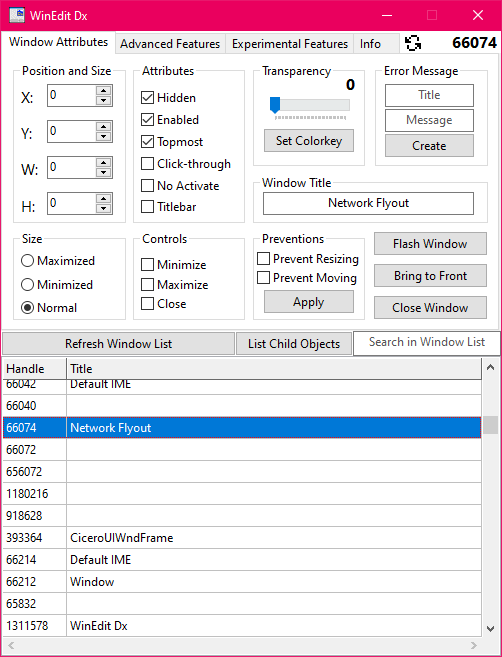 WinEdit Dx
Window Attributes Advanced Features Experimental Features Info 66074
Position and Size
X: 0
Y: 0
W: 0
H: 0
Attributes
Hidden
Enabled
Topmost
Click-through
No Activate
Titlebar
Transparency
0
Set Colorkey
Error Message
Title
Message
Create
Window Title
Network Flyout
Size
Maximized
Minimized
Normal
Controls
Minimize
Maximize
Close
Preventions
Prevent Resizing
Prevent Moving
Apply
Flash Window
Bring to Front
Close Window
Refresh Window List List Child Objects Search in Window List
Handle Title
66042 Default IME
66040
66074 Network Flyout
66072
656072
1180216
918628
393364 CiceroUIWndFrame
66214 Default IME
66212 Window
65832
1311578 WinEdit Dx